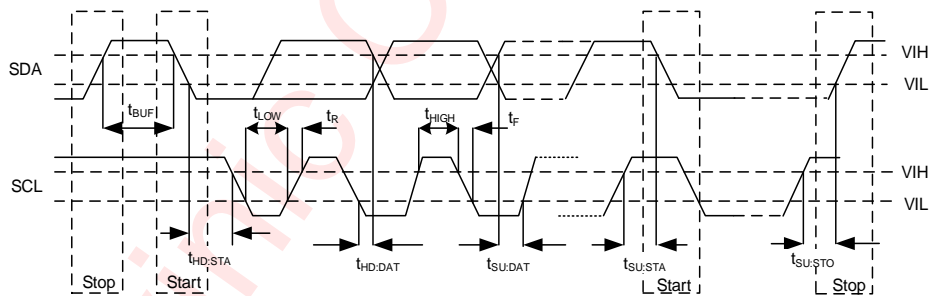 SDA
VIH
VIL
tBUF
tLOW
tR
tHIGH
tF
SCL
VIH
VIL
tHD:STA
tHD:DAT
tSU:DAT
tSU:STA
tSU:STO
Stop
Start
Start
Stop